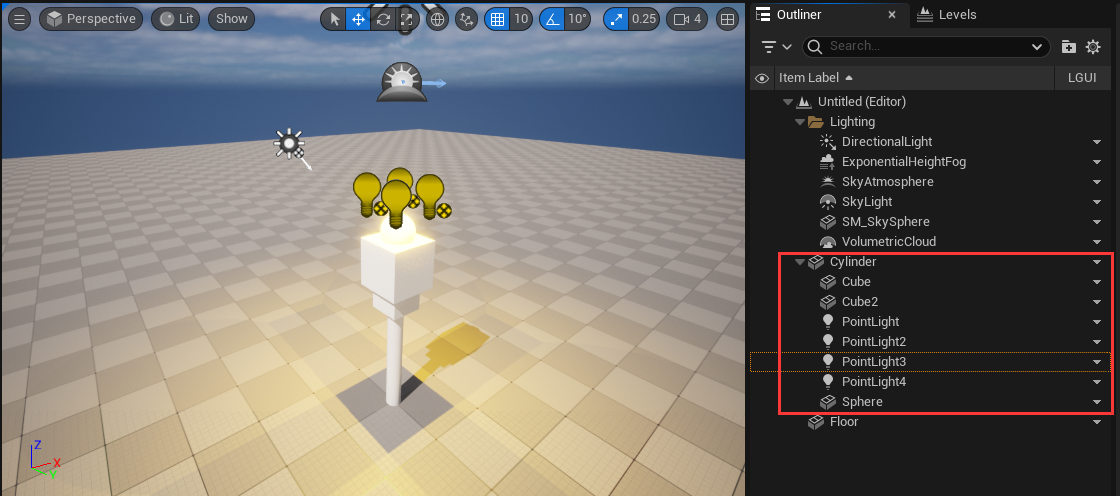 Perspective Lit Show 10 10° 0.25 4
Z
X
Y
Outliner × Levels
Search...
Item Label LGUI
Untitled (Editor)
Lighting
DirectionalLight
ExponentialHeightFog
SkyAtmosphere
SkyLight
SM_SkySphere
VolumetricCloud
Cylinder
Cube
Cube2
PointLight
PointLight2
PointLight3
PointLight4
Sphere
Floor